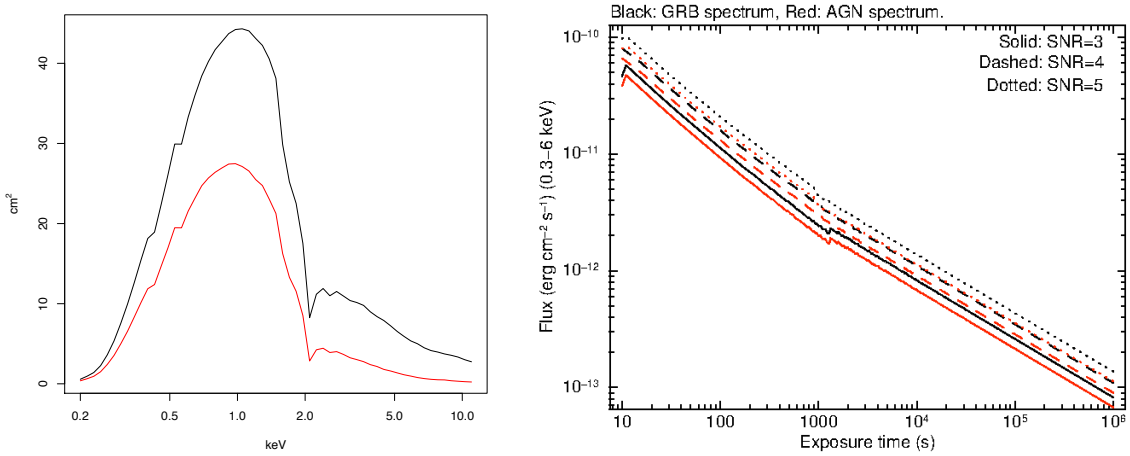 cm²
40
30
20
10
0
0.2 0.5 1.0 2.0 5.0 10.0
keV
Black: GRB spectrum, Red: AGN spectrum.
Solid: SNR=3
Dashed: SNR=4
Dotted: SNR=5
Flux (erg cm⁻² s⁻¹) (0.3−6 keV)
10⁻¹⁰
10⁻¹¹
10⁻¹²
10⁻¹³
10 100 1000 10⁴ 10⁵ 10⁶
Exposure time (s)